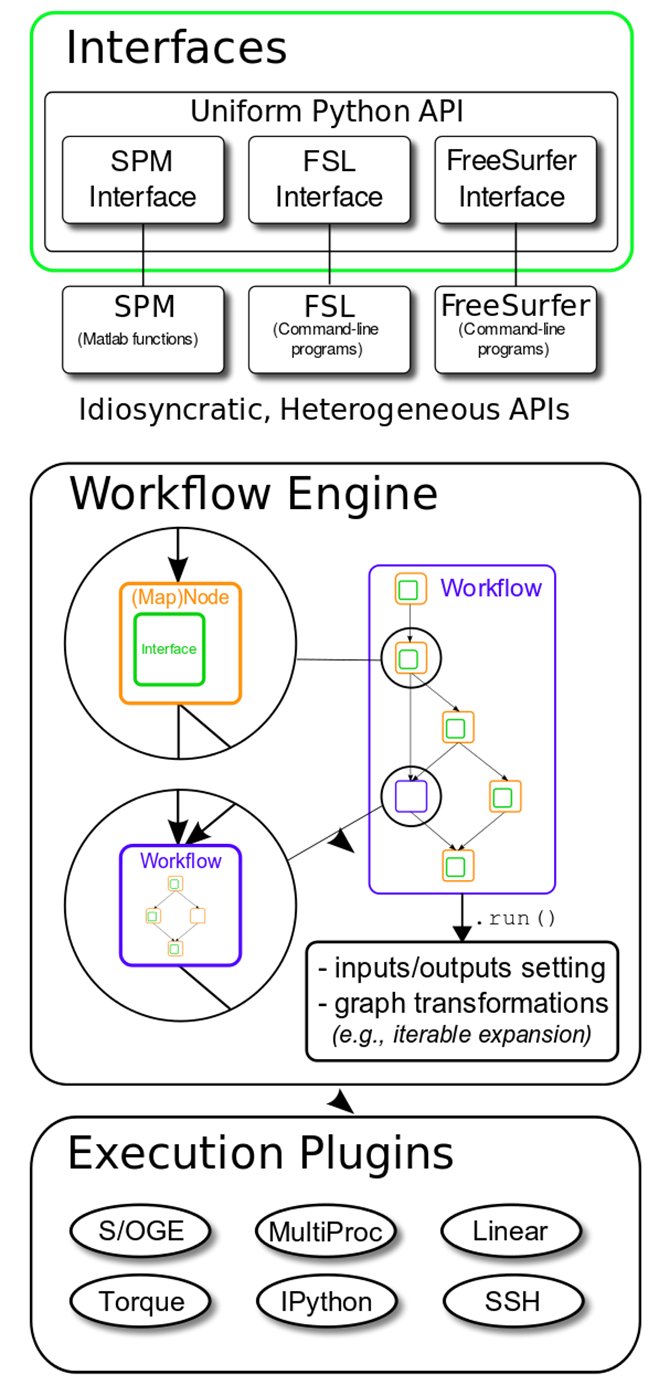 Interfaces
Uniform Python API
SPM
Interface
FSL
Interface
FreeSurfer
Interface
SPM
(Matlab functions)
FSL
(Command-line
programs)
FreeSurfer
(Command-line
programs)
Idiosyncratic, Heterogeneous APIs
Workflow Engine
(Map)Node
Interface
Workflow
Workflow
.run()
- inputs/outputs setting
- graph transformations
(e.g., iterable expansion)
Execution Plugins
S/OGE
MultiProc
Linear
Torque
IPython
SSH